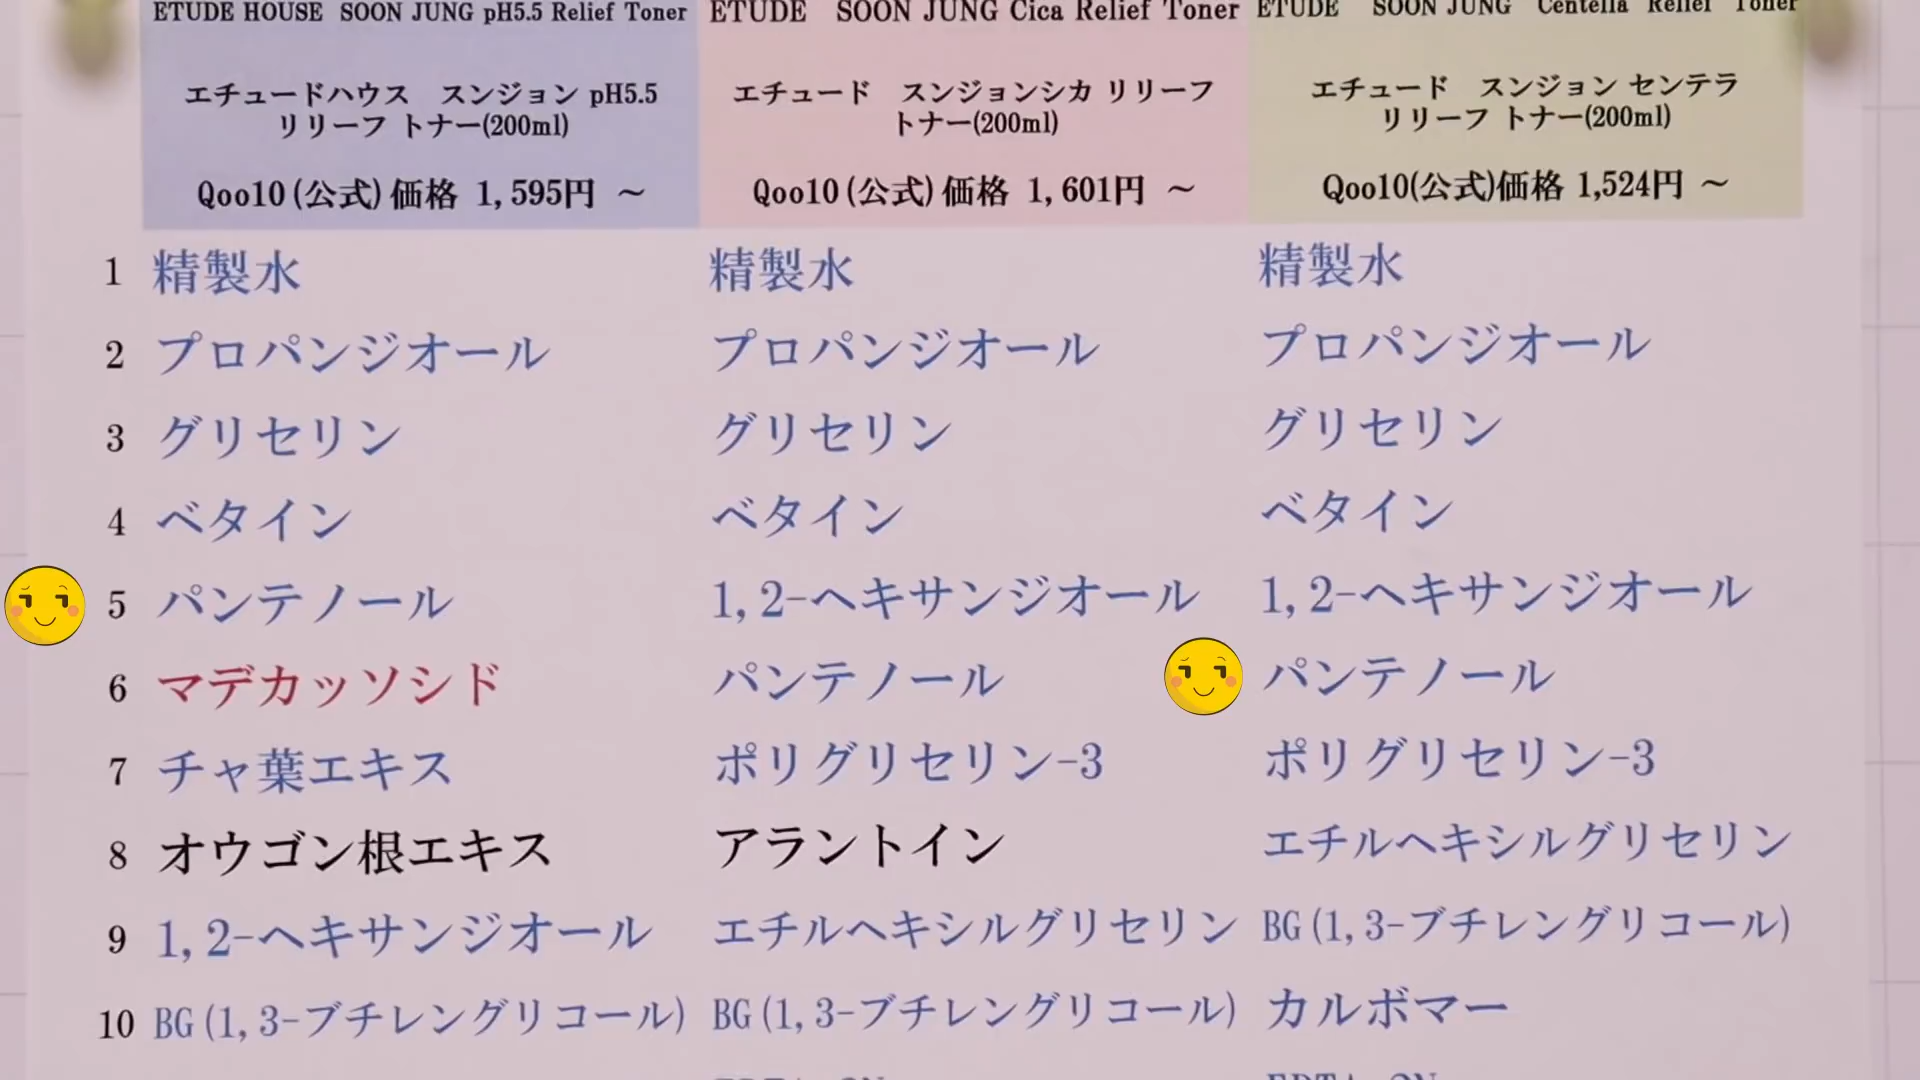 ETUDE HOUSE SOON JUNG pH5.5 Relief Toner
エチュードハウス　スンジョン pH5.5
リリーフ トナー(200ml)
Qoo10 (公式) 価格 1, 595円 ～
ETUDE SOON JUNG Cica Relief Toner
エチュード　スンジョンシカ リリーフ
トナー(200ml)
Qoo10 (公式) 価格 1, 601円 ～
ETUDE SOON JUNG Centella Relief Toner
エチュード　スンジョン センテラ
リリーフ トナー(200ml)
Qoo10(公式)価格 1,524円 ～
1 精製水 精製水 精製水
2 プロパンジオール プロパンジオール プロパンジオール
3 グリセリン グリセリン グリセリン
4 ベタイン ベタイン ベタイン
5 パンテノール 1, 2-ヘキサンジオール 1, 2-ヘキサンジオール
6 マデカッソシド パンテノール パンテノール
7 チャ葉エキス ポリグリセリン-3 ポリグリセリン-3
8 オウゴン根エキス アラントイン エチルヘキシルグリセリン
9 1, 2-ヘキサンジオール エチルヘキシルグリセリン BG (1, 3-ブチレングリコール)
10 BG (1, 3-ブチレングリコール) BG (1, 3-ブチレングリコール) カルボマー